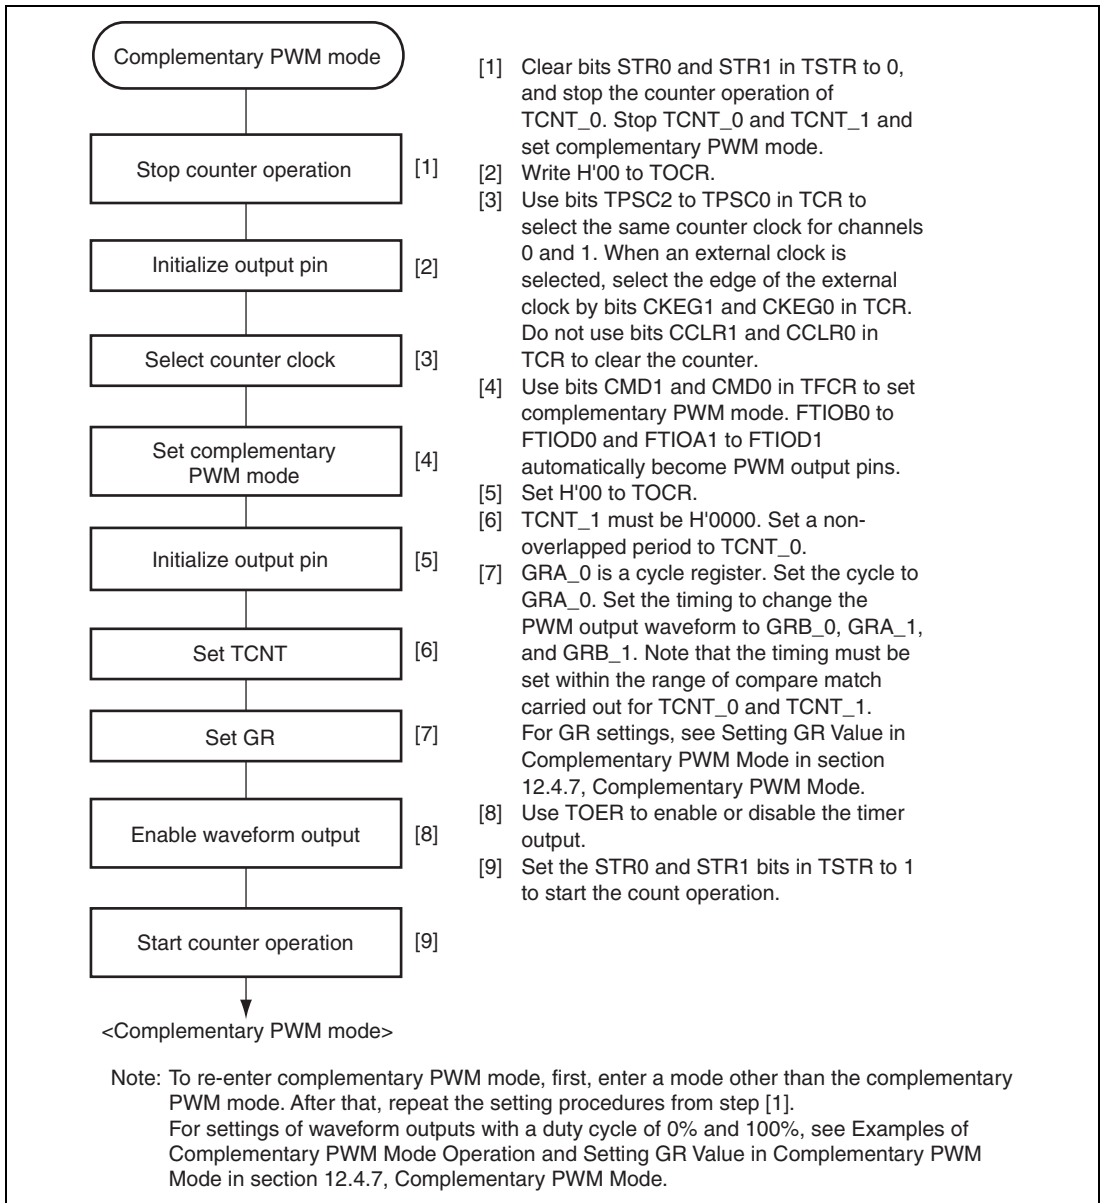 Complementary PWM mode
Stop counter operation
[1]
Initialize output pin
[2]
Select counter clock
[3]
Set complementary
PWM mode
[4]
Initialize output pin
[5]
Set TCNT
[6]
Set GR
[7]
Enable waveform output
[8]
Start counter operation
[9]
<Complementary PWM mode>
[1] Clear bits STR0 and STR1 in TSTR to 0,
and stop the counter operation of
TCNT_0. Stop TCNT_0 and TCNT_1 and
set complementary PWM mode.
[2] Write H'00 to TOCR.
[3] Use bits TPSC2 to TPSC0 in TCR to
select the same counter clock for channels
0 and 1. When an external clock is
selected, select the edge of the external
clock by bits CKEG1 and CKEG0 in TCR.
Do not use bits CCLR1 and CCLR0 in
TCR to clear the counter.
[4] Use bits CMD1 and CMD0 in TFCR to set
complementary PWM mode. FTIOB0 to
FTIOD0 and FTIOA1 to FTIOD1
automatically become PWM output pins.
[5] Set H'00 to TOCR.
[6] TCNT_1 must be H'0000. Set a non-
overlapped period to TCNT_0.
[7] GRA_0 is a cycle register. Set the cycle to
GRA_0. Set the timing to change the
PWM output waveform to GRB_0, GRA_1,
and GRB_1. Note that the timing must be
set within the range of compare match
carried out for TCNT_0 and TCNT_1.
For GR settings, see Setting GR Value in
Complementary PWM Mode in section
12.4.7, Complementary PWM Mode.
[8] Use TOER to enable or disable the timer
output.
[9] Set the STR0 and STR1 bits in TSTR to 1
to start the count operation.
Note: To re-enter complementary PWM mode, first, enter a mode other than the complementary
PWM mode. After that, repeat the setting procedures from step [1].
For settings of waveform outputs with a duty cycle of 0% and 100%, see Examples of
Complementary PWM Mode Operation and Setting GR Value in Complementary PWM
Mode in section 12.4.7, Complementary PWM Mode.